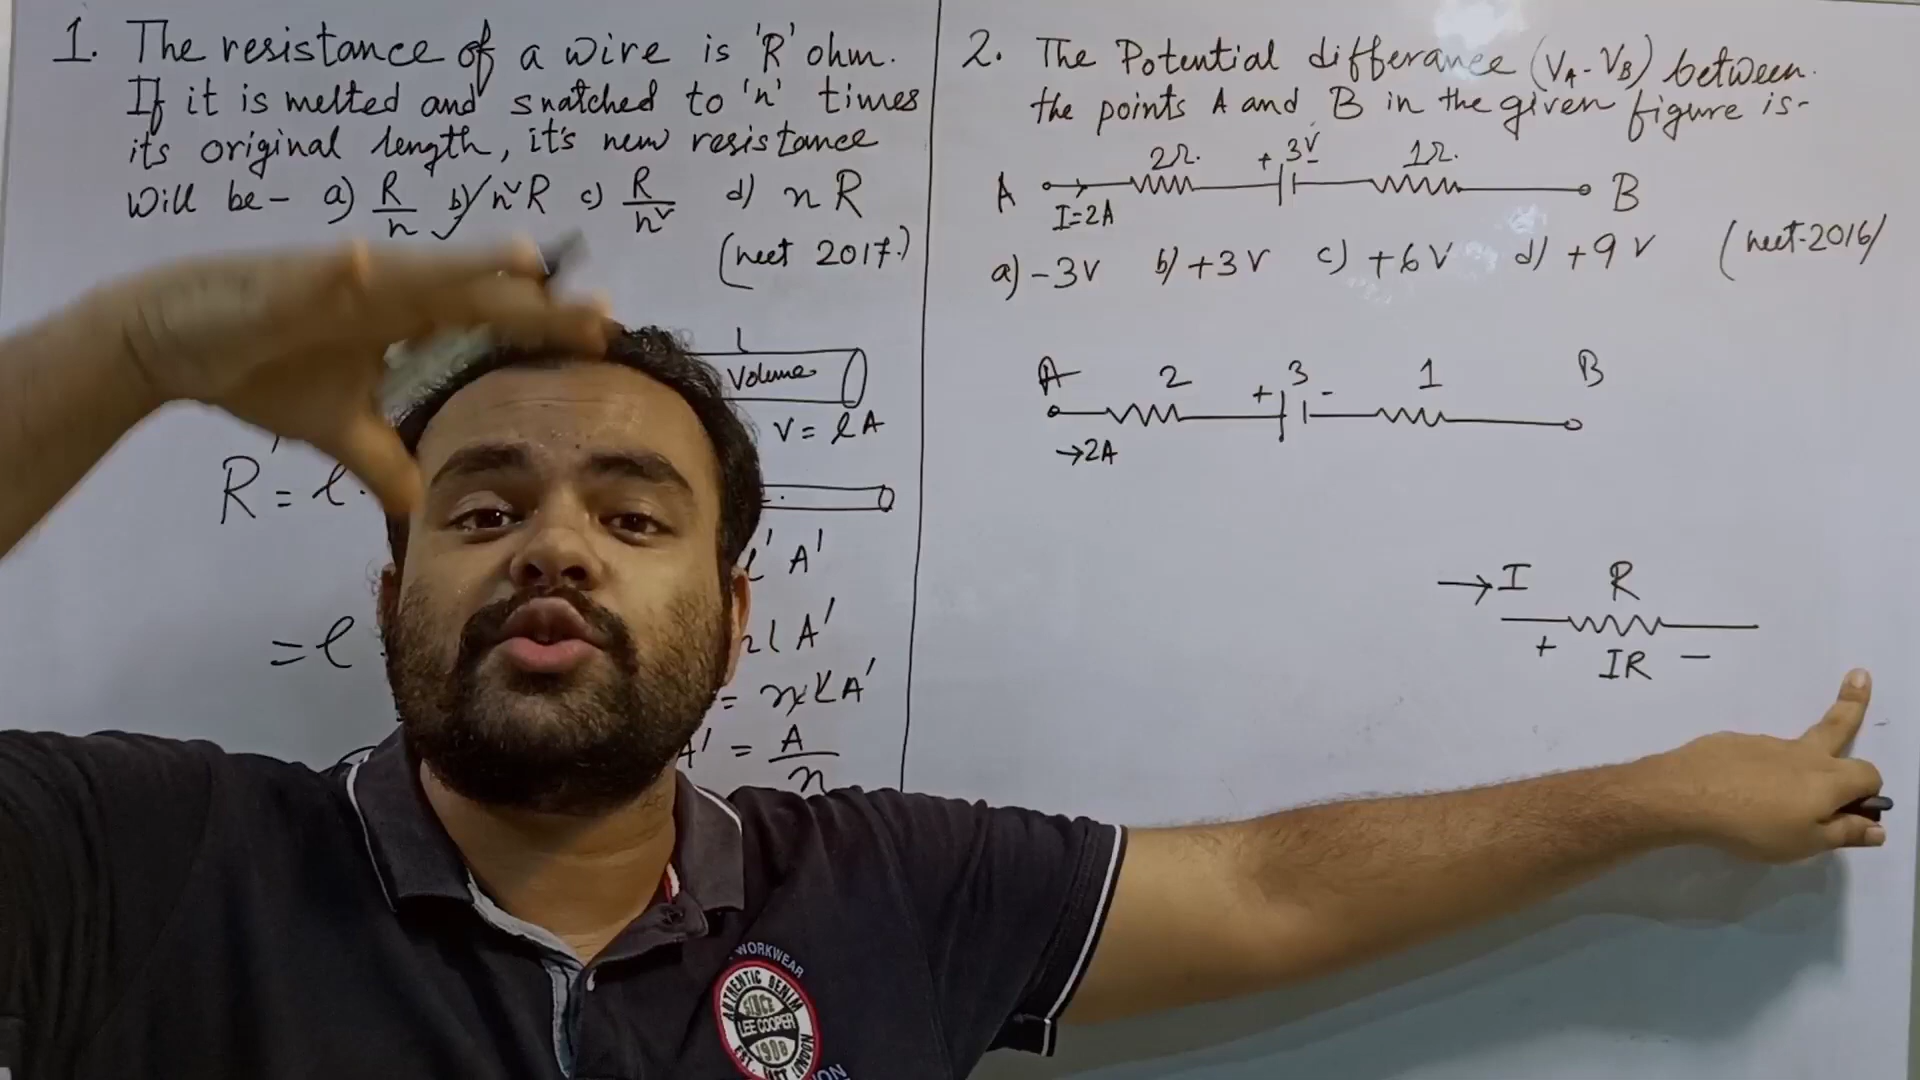 1. The resistance of a wire is 'R' ohm.
If it is melted and snatched to 'n' times
its original length, it's new resistance
will be - a) R/n b) n²R c) R/n² d) nR
(neet 2017.)
l
Volume
V = lA
R =
l' A'
= nlA'
= nlA'
A' = A/n
2. The Potential differance (VA - VB) between
the points A and B in the given figure is -
2Ω. + 3V 1Ω.
A B
I=2A
a) -3V b) +3V c) +6V d) +9V (neet-2016)
A 2 + 3 - 1 B
→2A
→I R
+ IR -
WORKWEAR
AUTHENTIC DENIM
SINCE
LEE COOPER
1908
EST. EAST LONDON